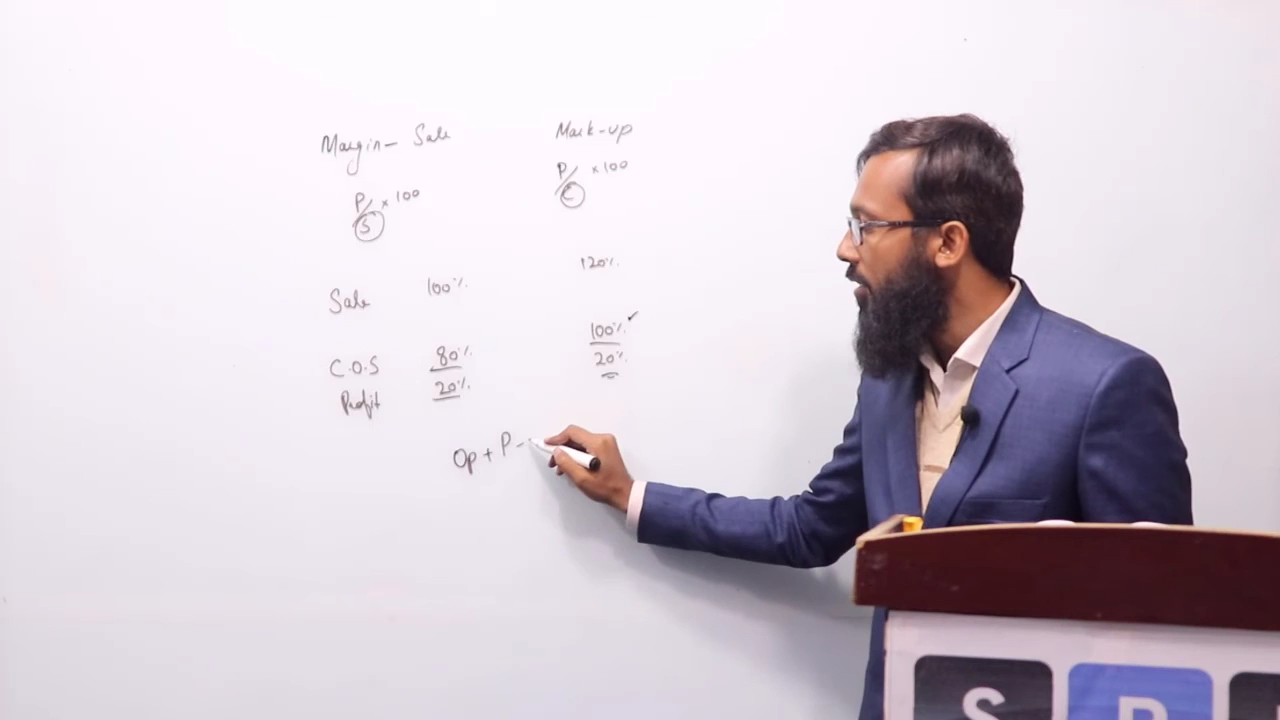 Margin - Sale
P/S × 100
Mark-up
P/C × 100
Sale 100% 120%
C.O.S 80% 100% ✓
Profit 20% 20%
Op + P -
S